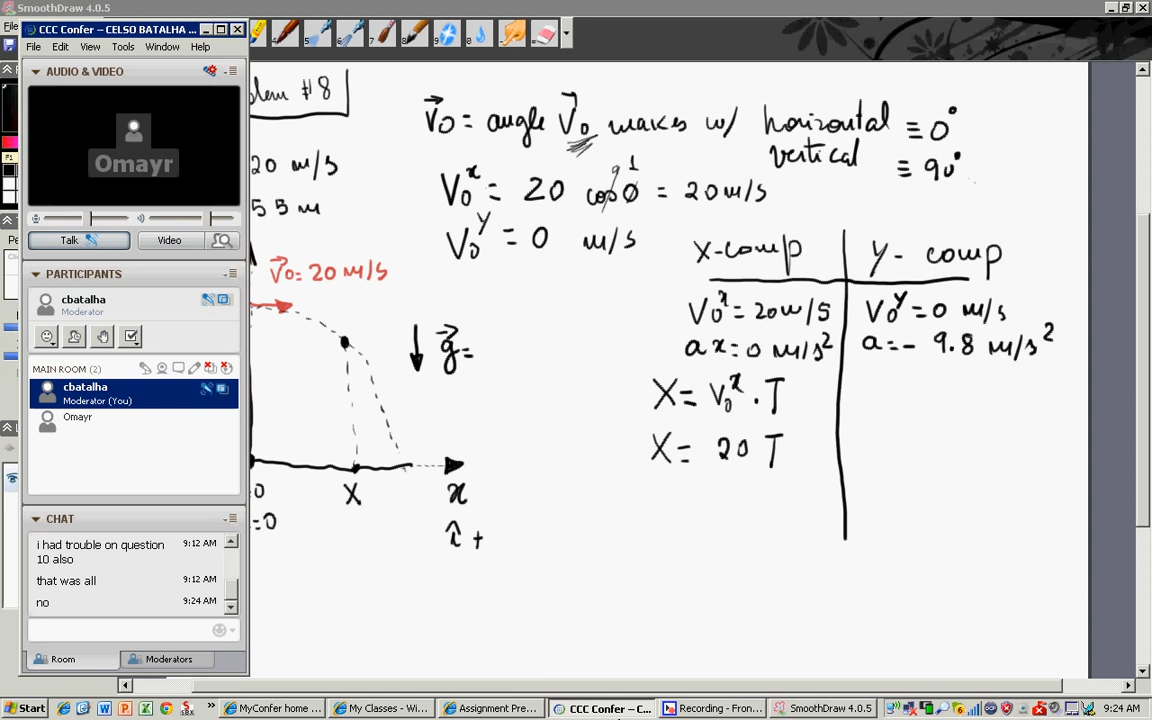 SmoothDraw 4.0.5
CCC Confer – CELSO BATALHA ...
File Edit View Tools Window Help
AUDIO & VIDEO
Omayr
Talk Video
PARTICIPANTS
cbatalha
Moderator
MAIN ROOM (2)
cbatalha
Moderator (You)
Omayr
CHAT
i had trouble on question 9:12 AM
10 also
that was all 9:12 AM
no 9:24 AM
Room Moderators
blem #8
20 m/s
55 m
V0 = 20 m/s
g =
X x
=0
î +
V0 = angle V0 makes w/ horizontal ≡ 0°
vertical ≡ 90°
V0x = 20 cos 0 = 20 m/s
1
V0y = 0 m/s
X-comp Y-comp
V0x = 20 m/s V0y = 0 m/s
ax = 0 m/s² a = - 9.8 m/s²
X = V0x · T
X = 20 T
Start MyConfer home ... My Classes - Wi... Assignment Pre... CCC Confer – C... Recording - Fron... SmoothDraw 4.0.5 9:24 AM